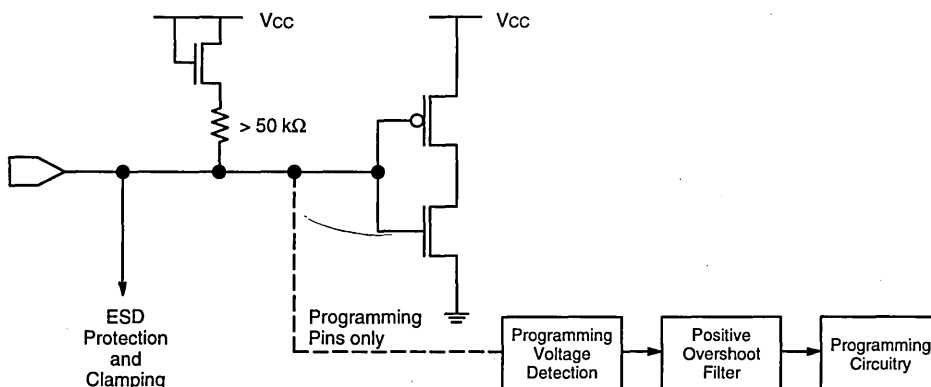 Vcc
Vcc
> 50 kΩ
ESD
Protection
and
Clamping
Programming
Pins only
Programming
Voltage
Detection
Positive
Overshoot
Filter
Programming
Circuitry